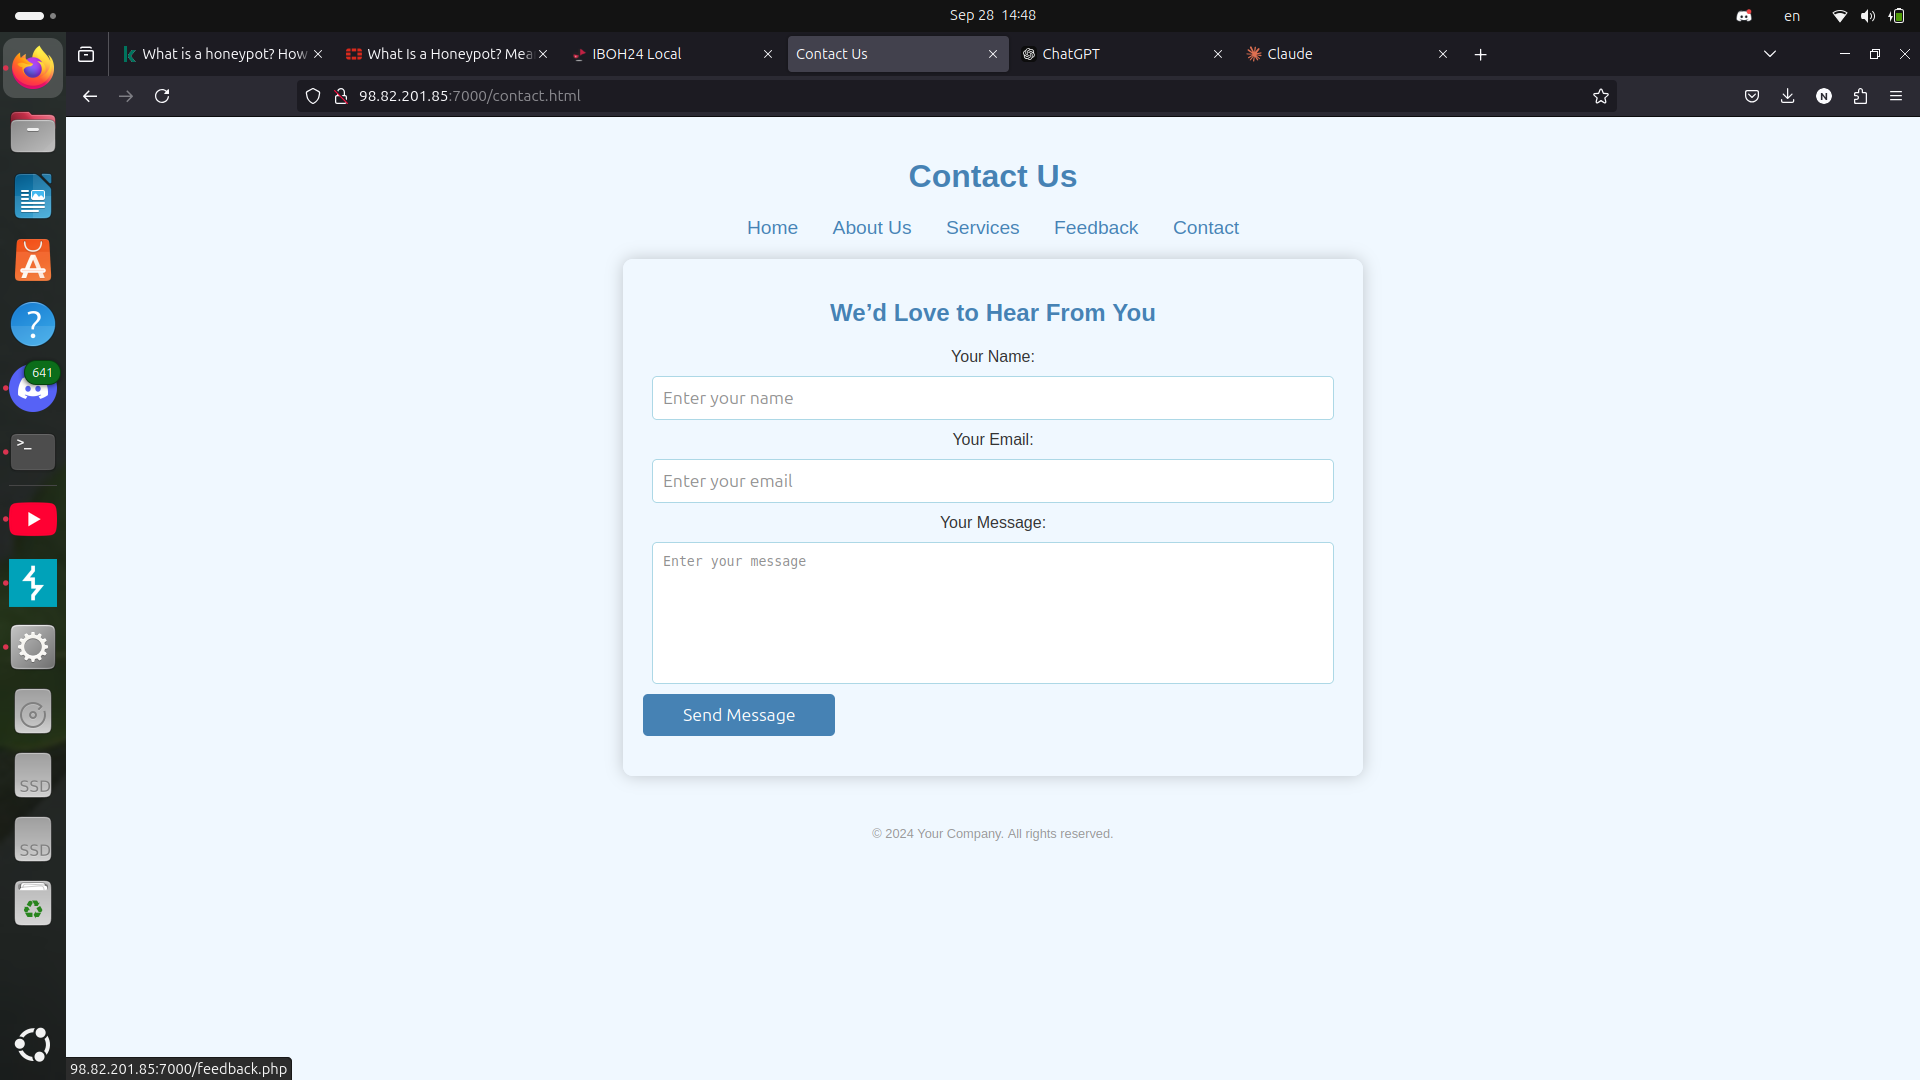 Sep 28 14:48
en
What is a honeypot? How
What Is a Honeypot? Mea
IBOH24 Local
Contact Us
ChatGPT
Claude
98.82.201.85:7000/contact.html
N
Contact Us
Home
About Us
Services
Feedback
Contact
We’d Love to Hear From You
Your Name:
Enter your name
Your Email:
Enter your email
Your Message:
Enter your message
Send Message
© 2024 Your Company. All rights reserved.
641
>_
SSD
SSD
98.82.201.85:7000/feedback.php